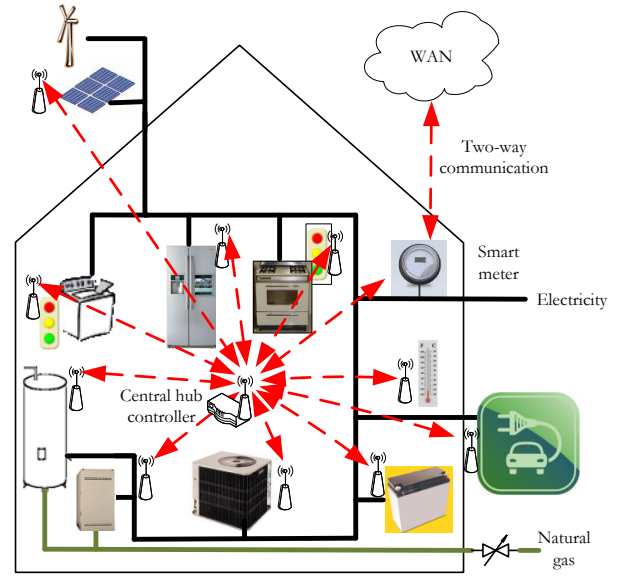 WAN
Two-way
communication
Smart
meter
Electricity
F C
Central hub
controller
Natural
gas